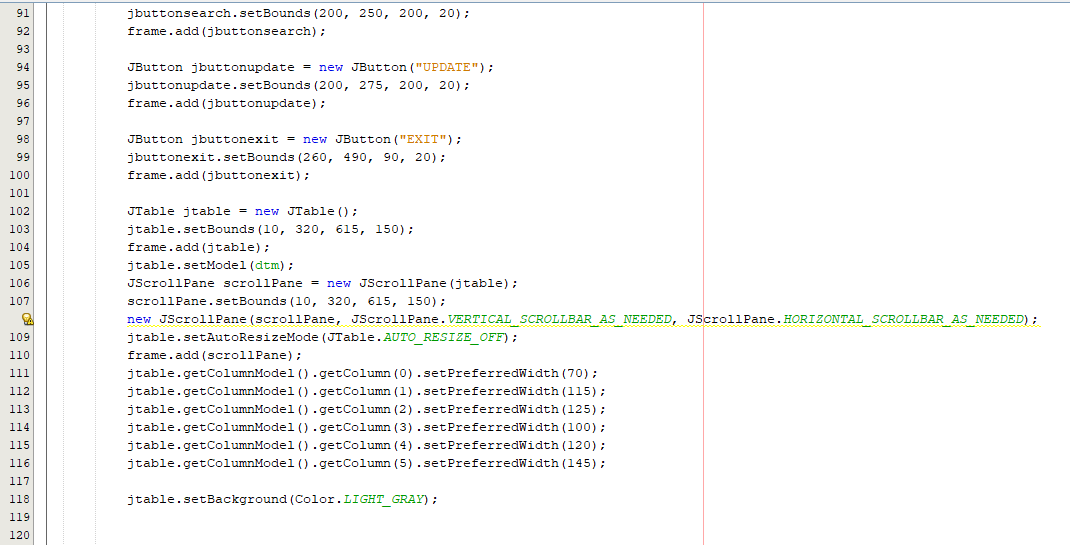 91 jbuttonsearch.setBounds(200, 250, 200, 20);
92 frame.add(jbuttonsearch);
93
94 JButton jbuttonupdate = new JButton("UPDATE");
95 jbuttonupdate.setBounds(200, 275, 200, 20);
96 frame.add(jbuttonupdate);
97
98 JButton jbuttonexit = new JButton("EXIT");
99 jbuttonexit.setBounds(260, 490, 90, 20);
100 frame.add(jbuttonexit);
101
102 JTable jtable = new JTable();
103 jtable.setBounds(10, 320, 615, 150);
104 frame.add(jtable);
105 jtable.setModel(dtm);
106 JScrollPane scrollPane = new JScrollPane(jtable);
107 scrollPane.setBounds(10, 320, 615, 150);
new JScrollPane(scrollPane, JScrollPane.VERTICAL_SCROLLBAR_AS_NEEDED, JScrollPane.HORIZONTAL_SCROLLBAR_AS_NEEDED);
109 jtable.setAutoResizeMode(JTable.AUTO_RESIZE_OFF);
110 frame.add(scrollPane);
111 jtable.getColumnModel().getColumn(0).setPreferredWidth(70);
112 jtable.getColumnModel().getColumn(1).setPreferredWidth(115);
113 jtable.getColumnModel().getColumn(2).setPreferredWidth(125);
114 jtable.getColumnModel().getColumn(3).setPreferredWidth(100);
115 jtable.getColumnModel().getColumn(4).setPreferredWidth(120);
116 jtable.getColumnModel().getColumn(5).setPreferredWidth(145);
117
118 jtable.setBackground(Color.LIGHT_GRAY);
119
120